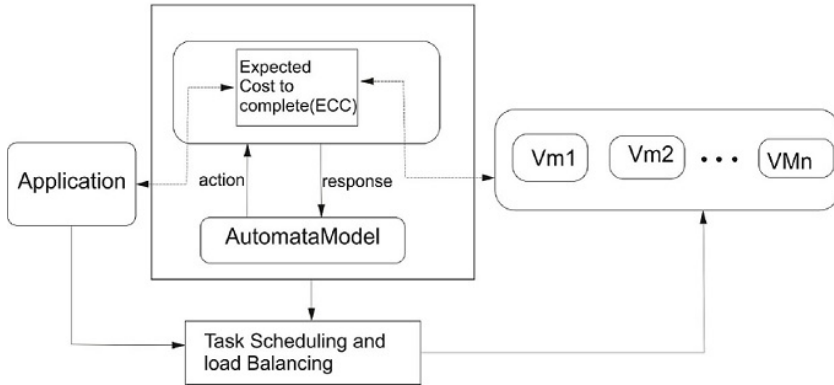 Expected
Cost to
complete(ECC)
Application
action
response
AutomataModel
Vm1
Vm2
VMn
Task Scheduling and
load Balancing